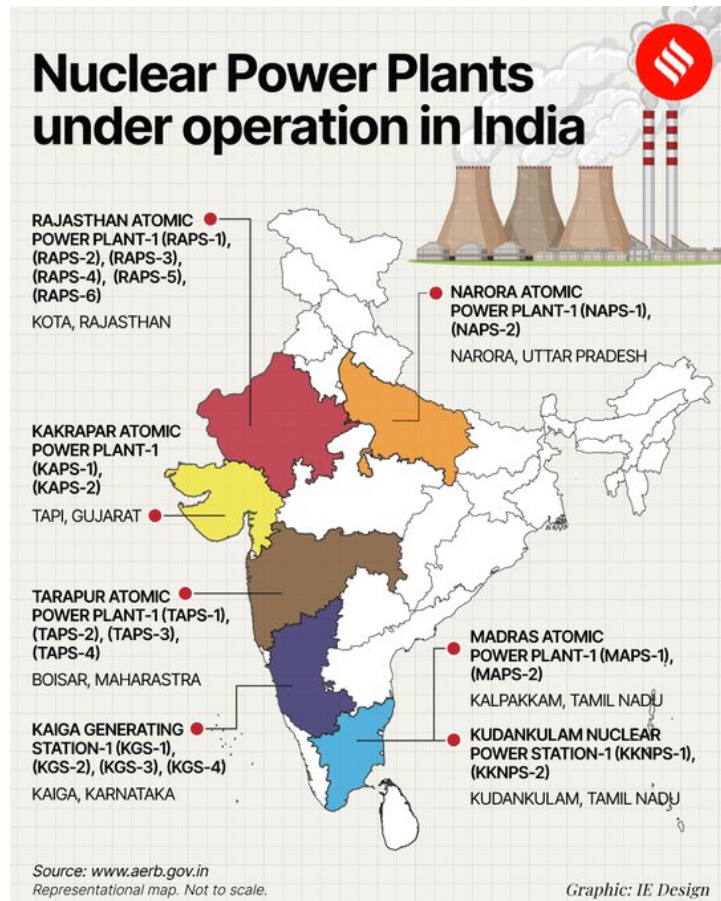 Nuclear Power Plants
under operation in India
RAJASTHAN ATOMIC
POWER PLANT-1 (RAPS-1),
(RAPS-2), (RAPS-3),
(RAPS-4), (RAPS-5),
(RAPS-6)
KOTA, RAJASTHAN
NARORA ATOMIC
POWER PLANT-1 (NAPS-1),
(NAPS-2)
NARORA, UTTAR PRADESH
KAKRAPAR ATOMIC
POWER PLANT-1
(KAPS-1),
(KAPS-2)
TAPI, GUJARAT
TARAPUR ATOMIC
POWER PLANT-1 (TAPS-1),
(TAPS-2), (TAPS-3),
(TAPS-4)
BOISAR, MAHARASTRA
MADRAS ATOMIC
POWER PLANT-1 (MAPS-1),
(MAPS-2)
KALPAKKAM, TAMIL NADU
KAIGA GENERATING
STATION-1 (KGS-1),
(KGS-2), (KGS-3), (KGS-4)
KAIGA, KARNATAKA
KUDANKULAM NUCLEAR
POWER STATION-1 (KKNPS-1),
(KKNPS-2)
KUDANKULAM, TAMIL NADU
Source: www.aerb.gov.in
Representational map. Not to scale.
Graphic: IE Design